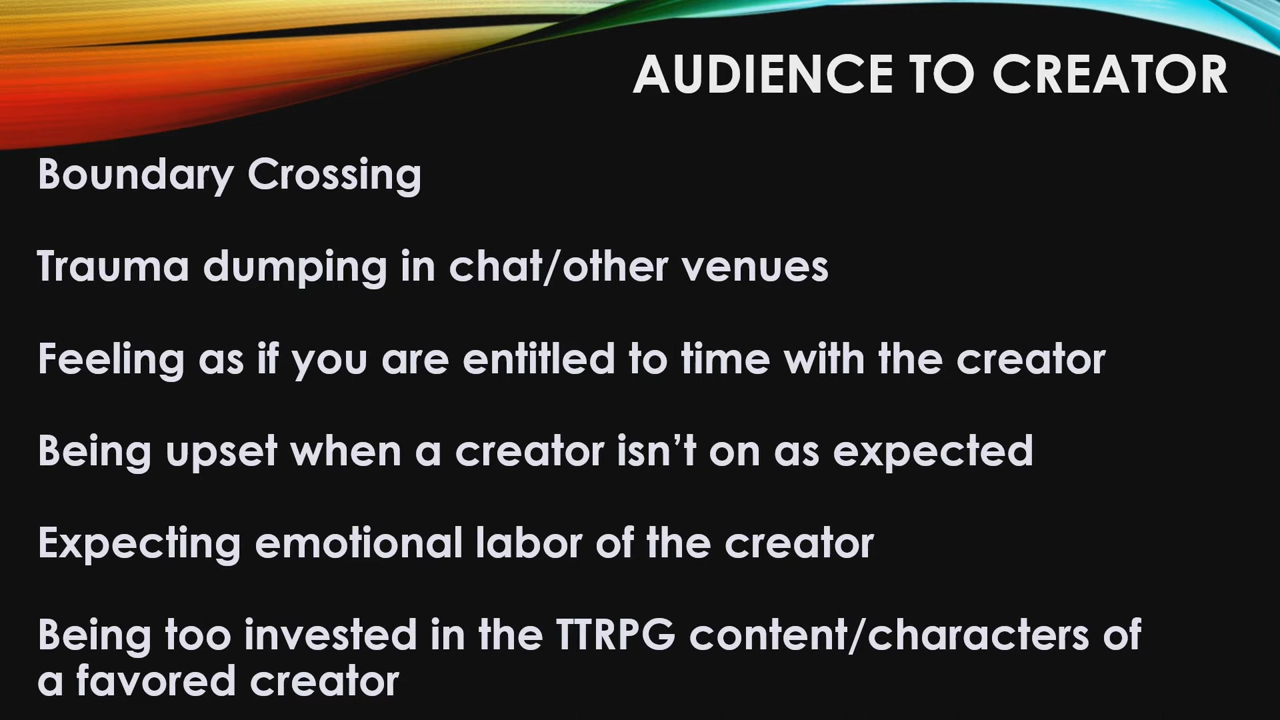 AUDIENCE TO CREATOR
Boundary Crossing
Trauma dumping in chat/other venues
Feeling as if you are entitled to time with the creator
Being upset when a creator isn’t on as expected
Expecting emotional labor of the creator
Being too invested in the TTRPG content/characters of
a favored creator